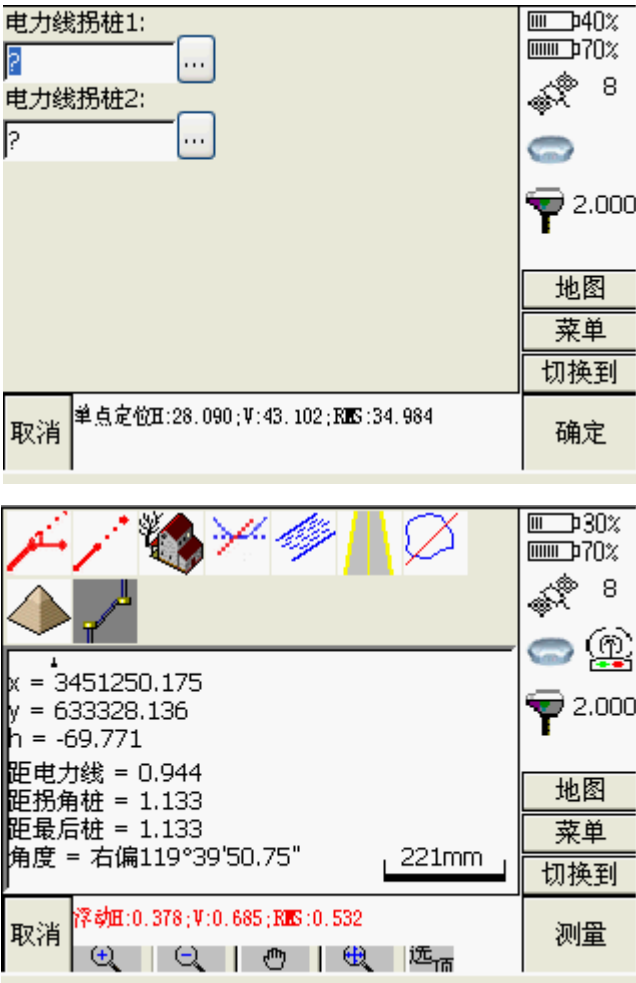 电力线拐桩1:
40%
?
...
70%
电力线拐桩2:
8
?
...
2.000
地图
菜单
切换到
取消
单点定位H:28.090;V:43.102;RMS:34.984
确定
30%
70%
8
x = 3451250.175
y = 633328.136
h = -69.771
2.000
距电力线 = 0.944
距拐角桩 = 1.133
距最后桩 = 1.133
角度 = 右偏119°39'50.75"
221mm
地图
菜单
切换到
取消
浮动H:0.378;V:0.685;RMS:0.532
测量
选项